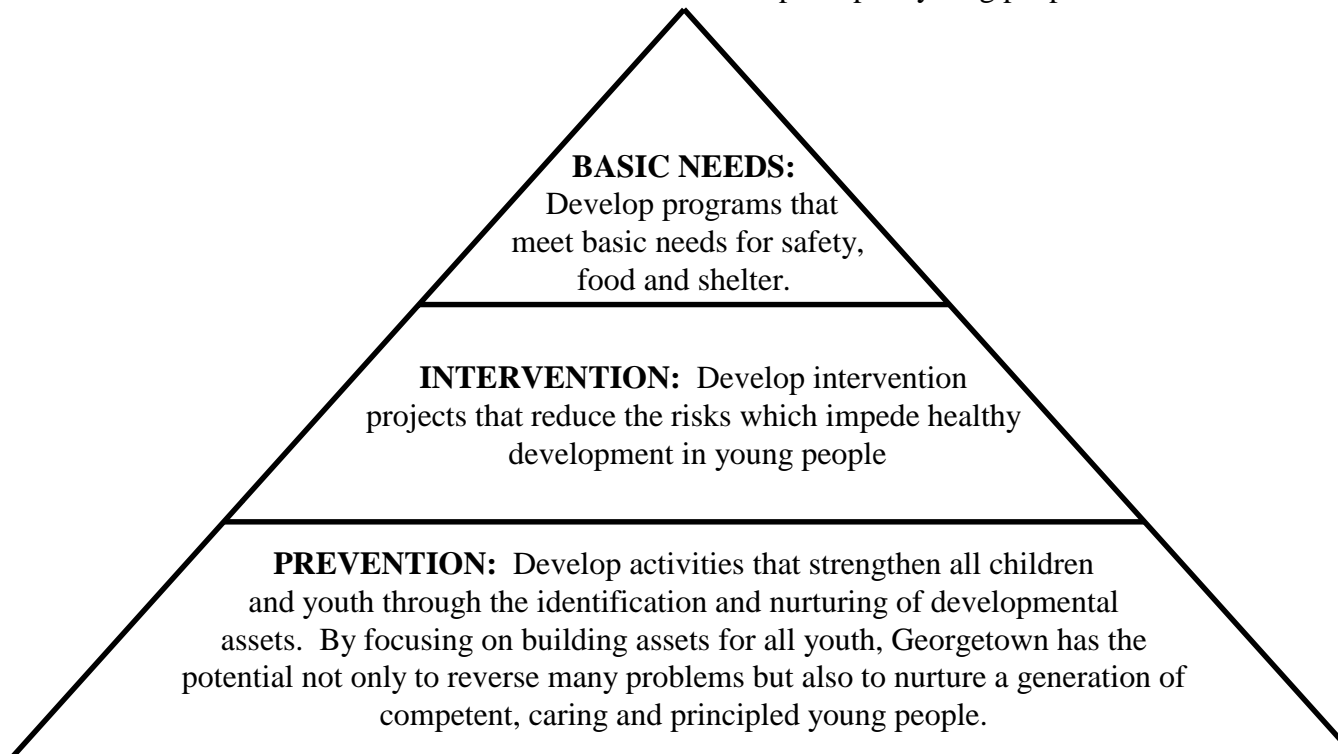 BASIC NEEDS:
Develop programs that
meet basic needs for safety,
food and shelter.
INTERVENTION: Develop intervention
projects that reduce the risks which impede healthy
development in young people
PREVENTION: Develop activities that strengthen all children
and youth through the identification and nurturing of developmental
assets. By focusing on building assets for all youth, Georgetown has the
potential not only to reverse many problems but also to nurture a generation of
competent, caring and principled young people.